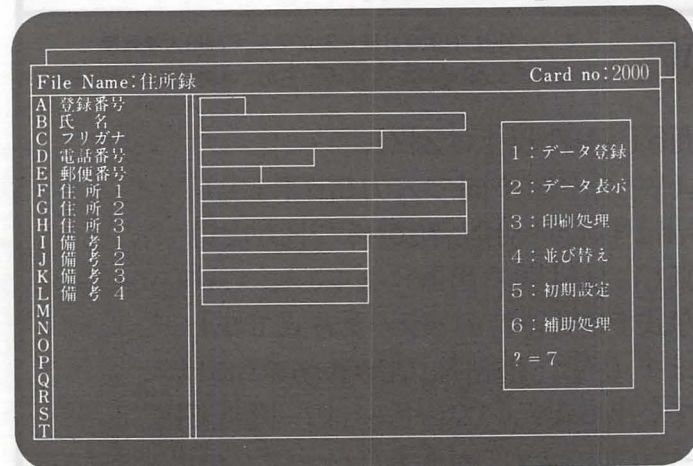 File Name:住所録
Card no:2000
A 登録番号
B 氏 名
C フリガナ
D 電話番号
E 郵便番号
F 住 所 1
G 住 所 2
H 住 所 3
I 備 考 1
J 備 考 2
K 備 考 3
L 備 考 4
M
N
O
P
Q
R
S
T
1:データ登録
2:データ表示
3:印刷処理
4:並び替え
5:初期設定
6:補助処理
?=7